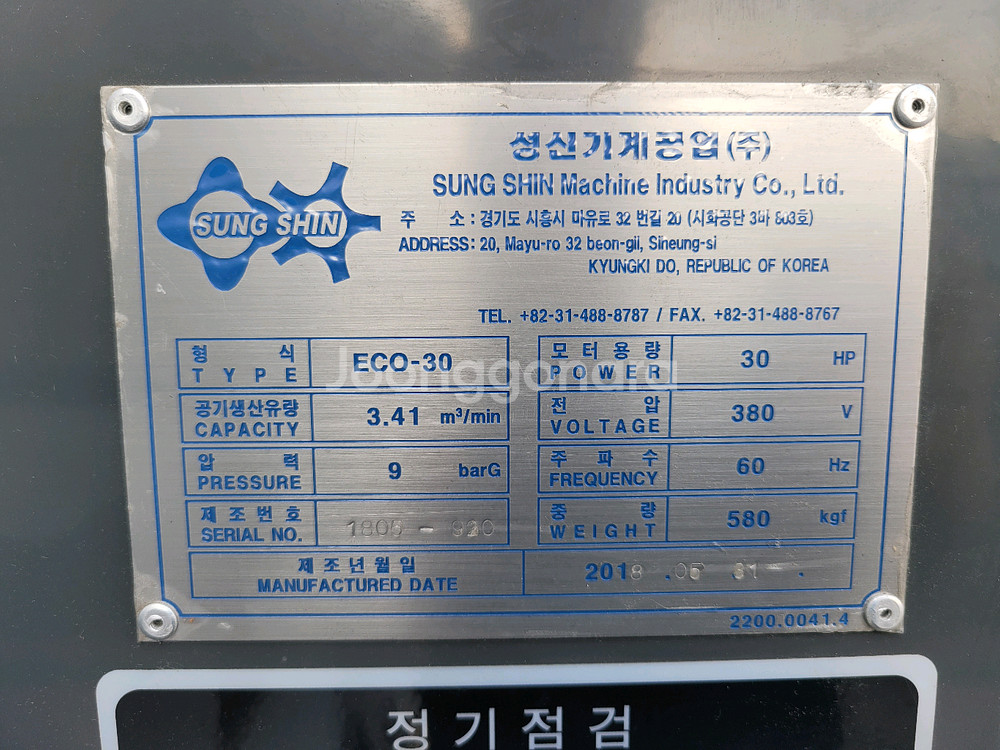 성신기계공업(주)
SUNG SHIN Machine Industry Co., Ltd.
SUNG SHIN
주 소 : 경기도 시흥시 마유로 32 번길 20 (시화공단 3바 803호)
ADDRESS: 20, Mayu-ro 32 beon-gil, Siheung-si
KYUNGKI DO, REPUBLIC OF KOREA
TEL. +82-31-488-8787 / FAX. +82-31-488-8767
형 식 TYPE ECO-30
모터용량 POWER 30 HP
Joonggonara
공기생산유량 CAPACITY 3.41 m³/min
전 압 VOLTAGE 380 V
압 력 PRESSURE 9 barG
주 파 수 FREQUENCY 60 Hz
제조번호 SERIAL NO. 1805 -
중 량 WEIGHT 580 kgf
제조년월일 MANUFACTURED DATE 2018 . 05 31 .
2200.0041.4
정기점검